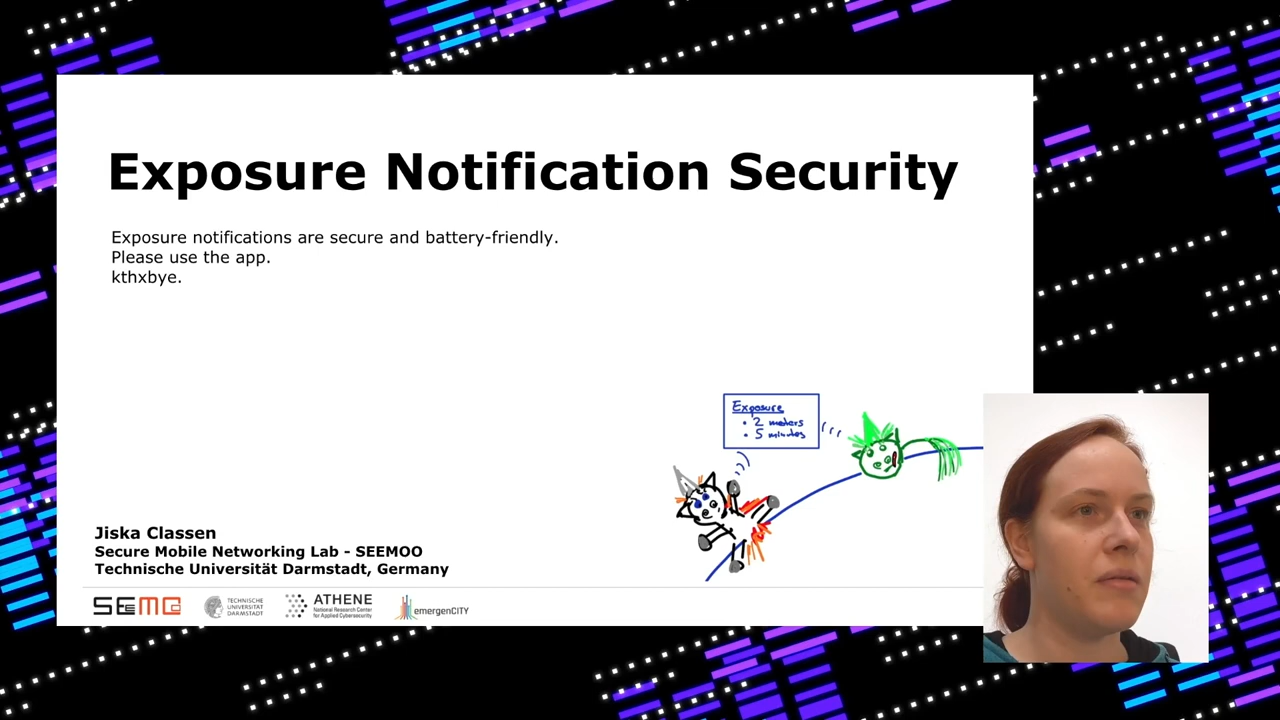 Exposure Notification Security
Exposure notifications are secure and battery-friendly.
Please use the app.
kthxbye.
Exposure
• 2 meters
• 5 minutes
Jiska Classen
Secure Mobile Networking Lab - SEEMOO
Technische Universität Darmstadt, Germany
SEMO
TECHNISCHE
UNIVERSITÄT
DARMSTADT
ATHENE
National Research Center
for Applied Cybersecurity
emergenCITY